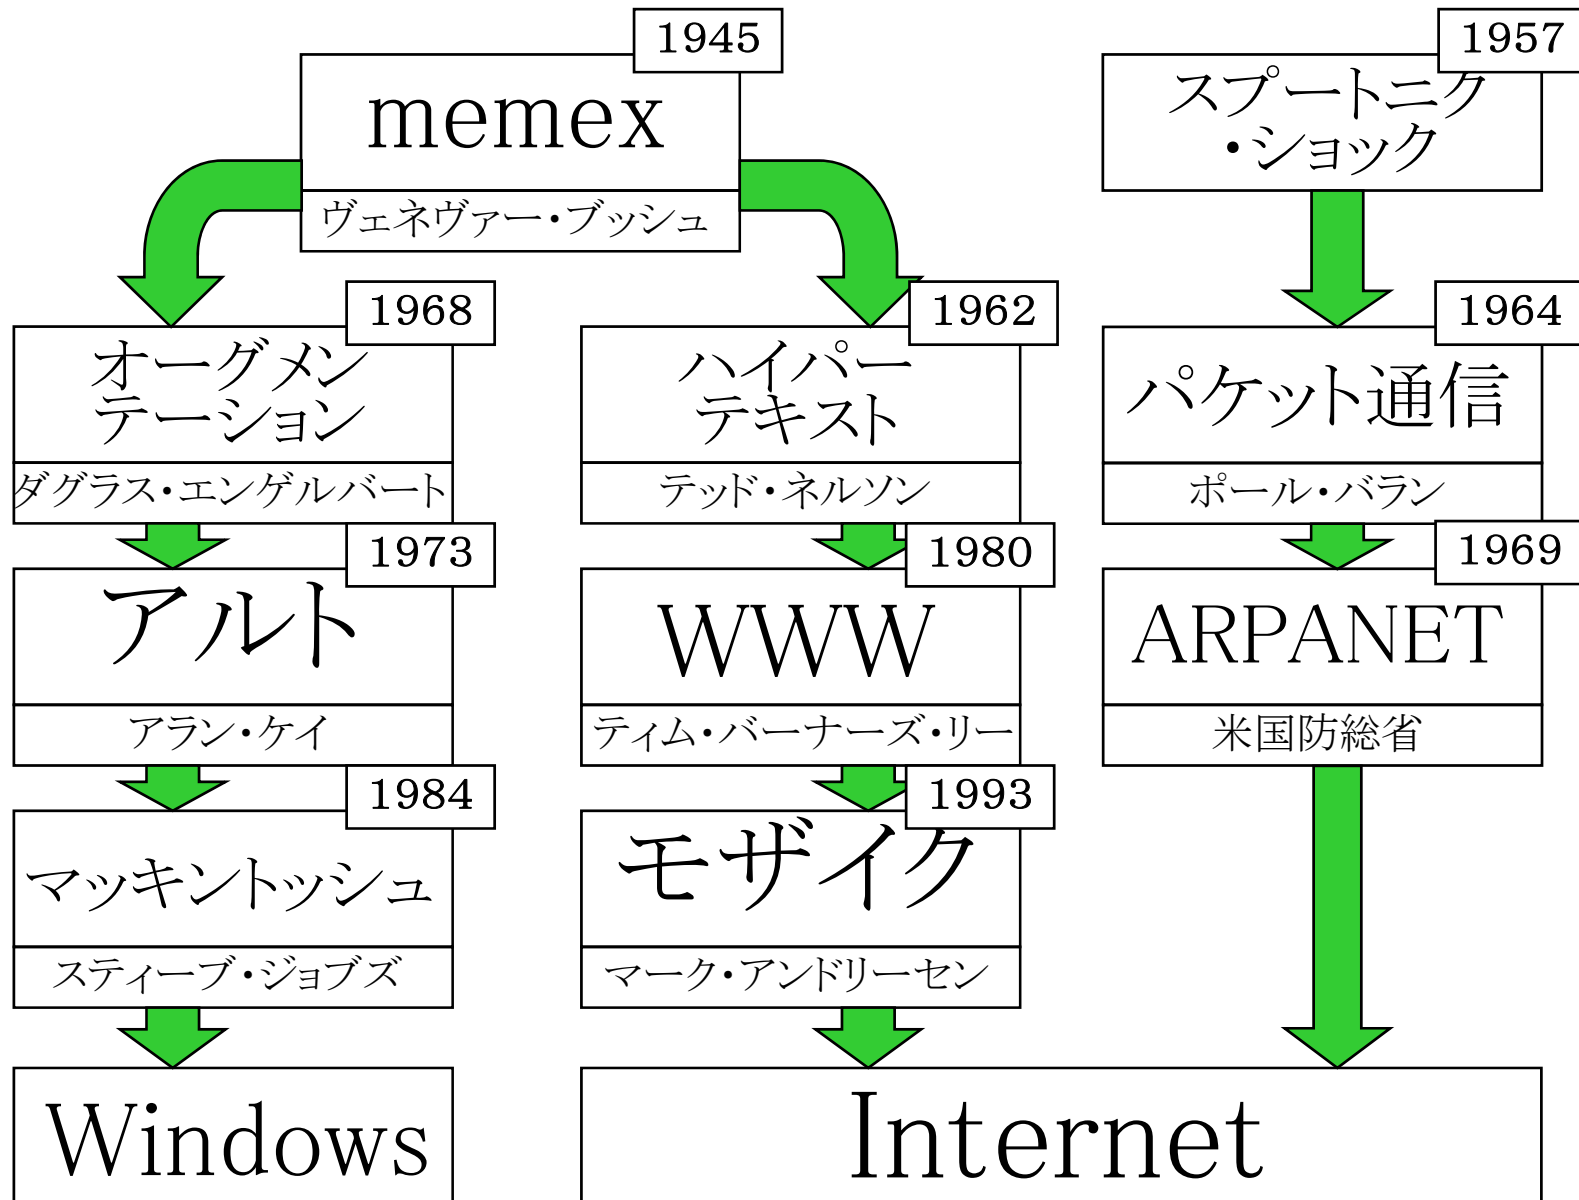 1945
memex
ヴェネヴァー・ブッシュ
1957
スプートニク
・ショック
1968
オーグメン
テーション
ダグラス・エンゲルバート
1962
ハイパー
テキスト
テッド・ネルソン
1964
パケット通信
ポール・バラン
1973
アルト
アラン・ケイ
1980
WWW
ティム・バーナーズ・リー
1969
ARPANET
米国防総省
1984
マッキントッシュ
スティーブ・ジョブズ
1993
モザイク
マーク・アンドリーセン
Windows
Internet